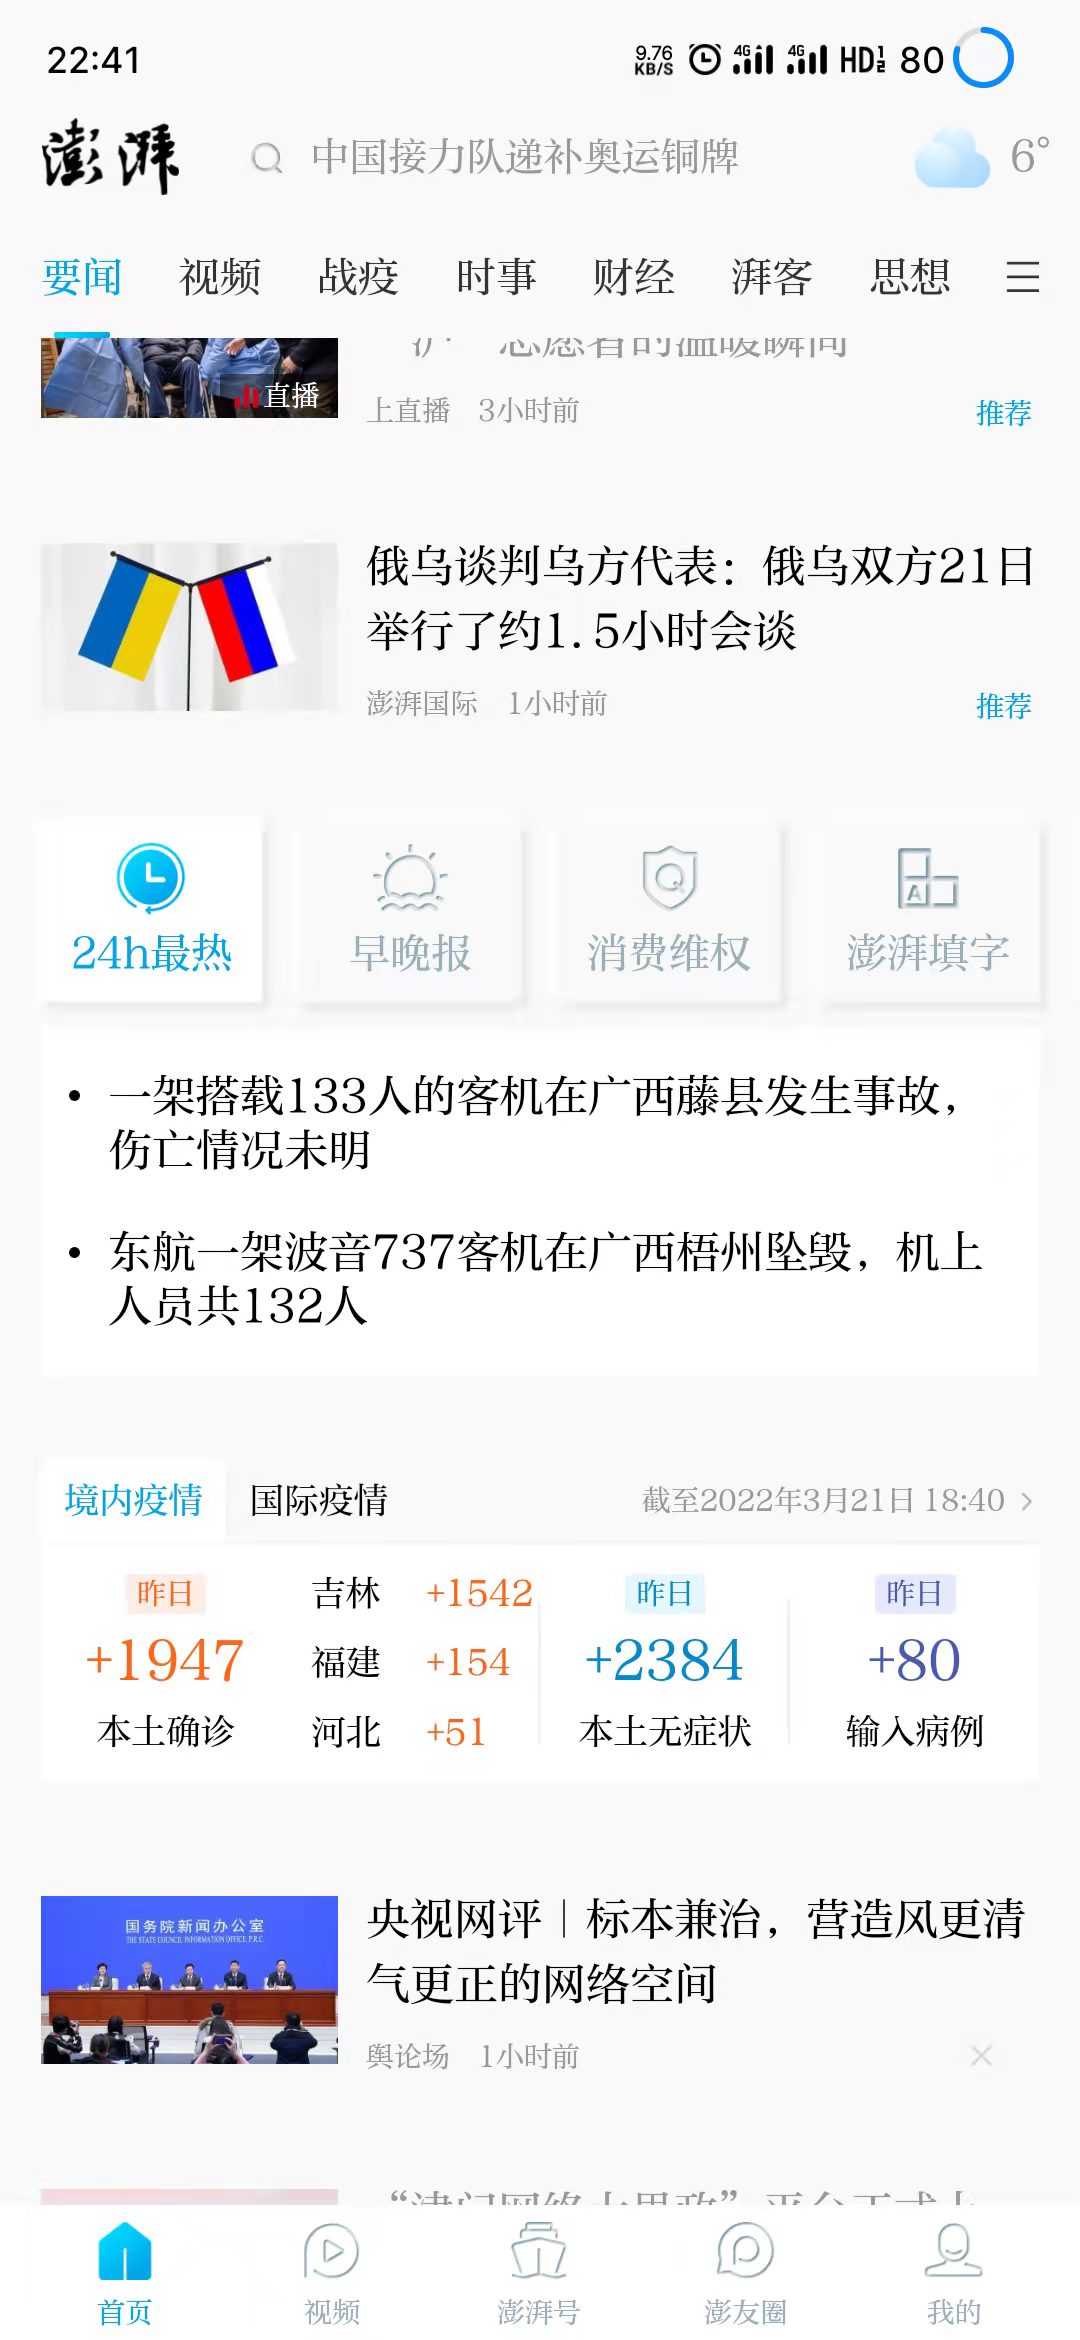 22:41
9.76 KB/S 4G 4G HD 1 2 80
澎湃 中国接力队递补奥运铜牌 6°
要闻 视频 战疫 时事 财经 湃客 思想
志愿者的温暖瞬间
直播
上直播 3小时前 推荐
俄乌谈判乌方代表：俄乌双方21日
举行了约1.5小时会谈
澎湃国际 1小时前 推荐
24h最热 早晚报 消费维权 澎湃填字
• 一架搭载133人的客机在广西藤县发生事故，
伤亡情况未明
• 东航一架波音737客机在广西梧州坠毁，机上
人员共132人
境内疫情 国际疫情 截至2022年3月21日 18:40
昨日 吉林 +1542 昨日 昨日
+1947 福建 +154 +2384 +80
本土确诊 河北 +51 本土无症状 输入病例
国务院新闻办公室
THE STATE COUNCIL INFORMATION OFFICE, P.R.C.
央视网评｜标本兼治，营造风更清
气更正的网络空间
舆论场 1小时前
首页 视频 澎湃号 澎友圈 我的